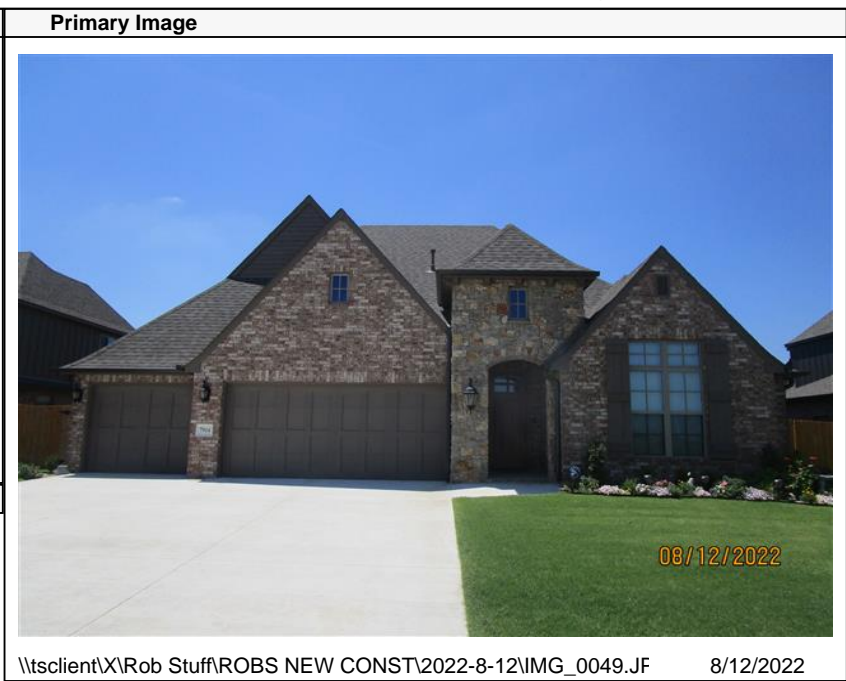 Primary Image
08/12/2022
\\tsclient\X\Rob Stuff\ROBS NEW CONST\2022-8-12\IMG_0049.JF 8/12/2022